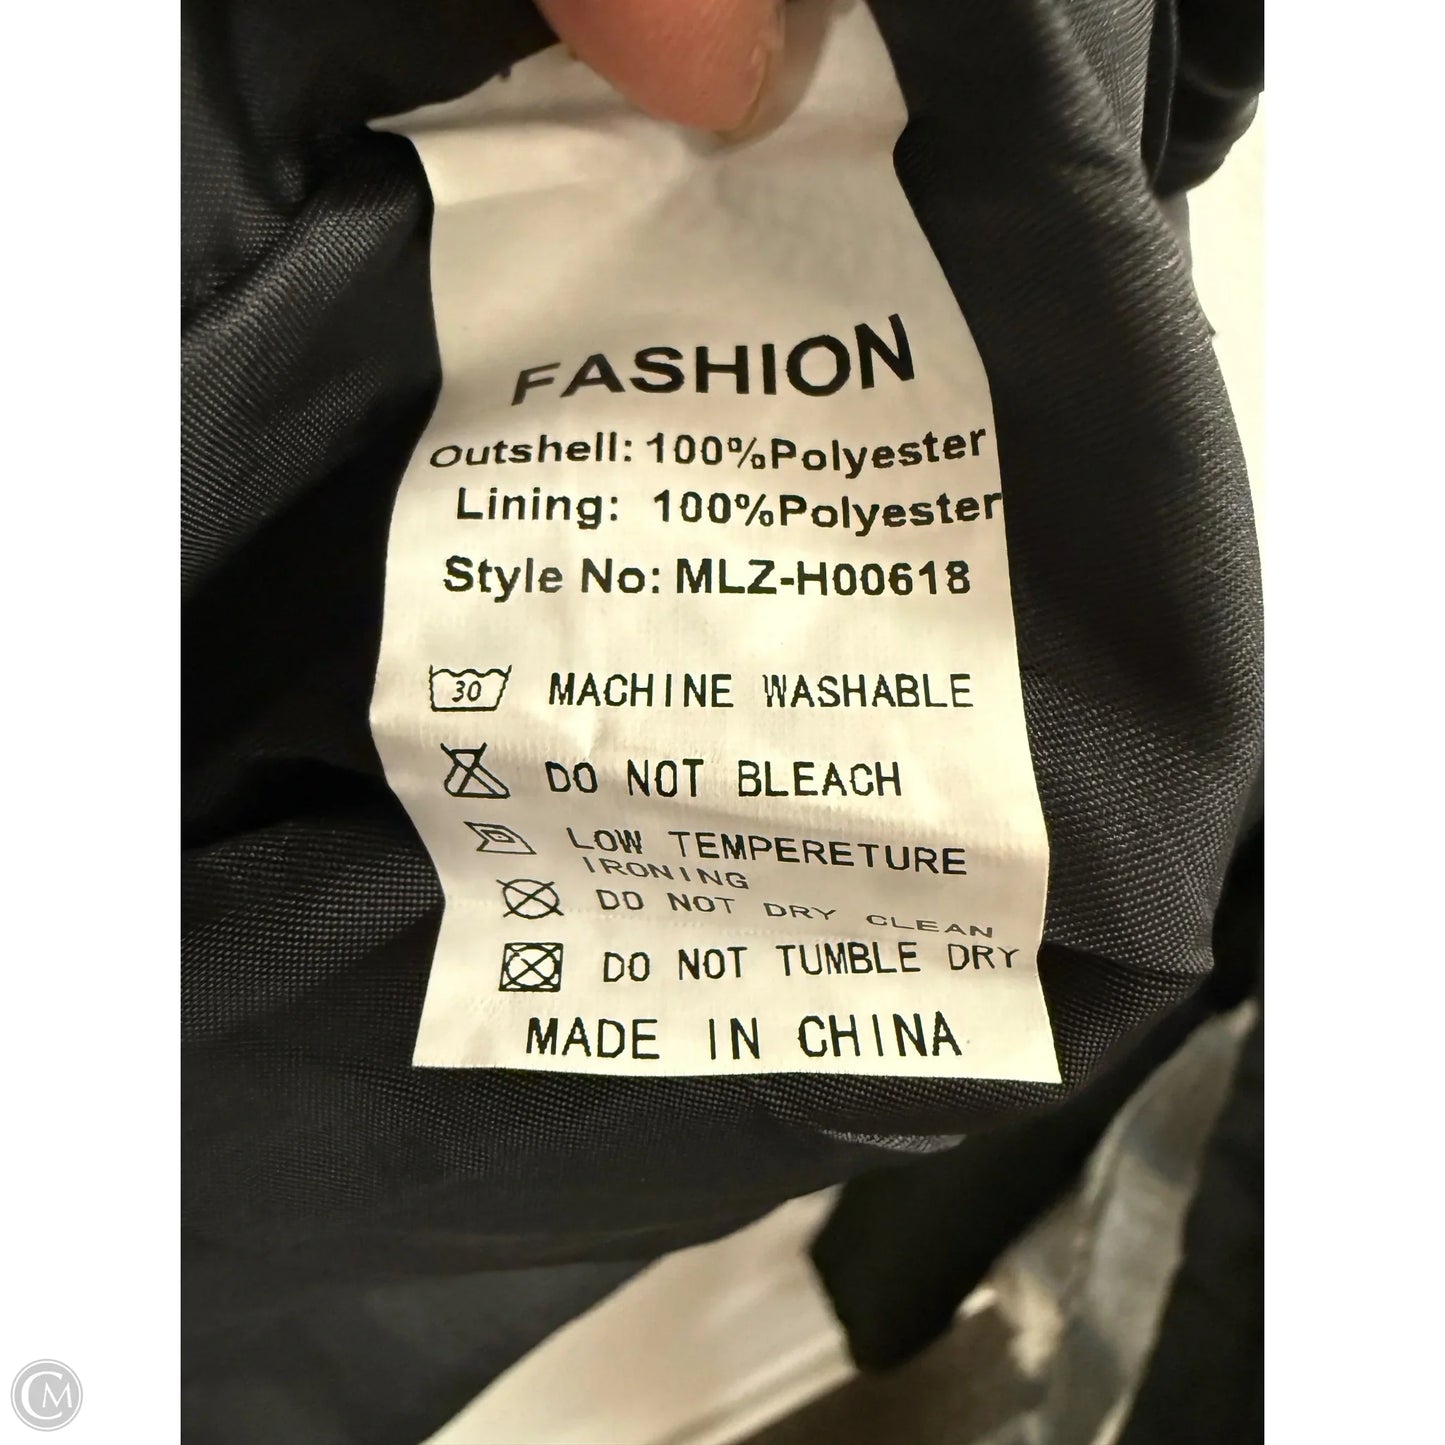 FASHION
Outshell: 100%Polyester
Lining: 100%Polyester
Style No: MLZ-H00618
30 MACHINE WASHABLE
DO NOT BLEACH
LOW TEMPERETURE
IRONING
DO NOT DRY CLEAN
DO NOT TUMBLE DRY
MADE IN CHINA
CM